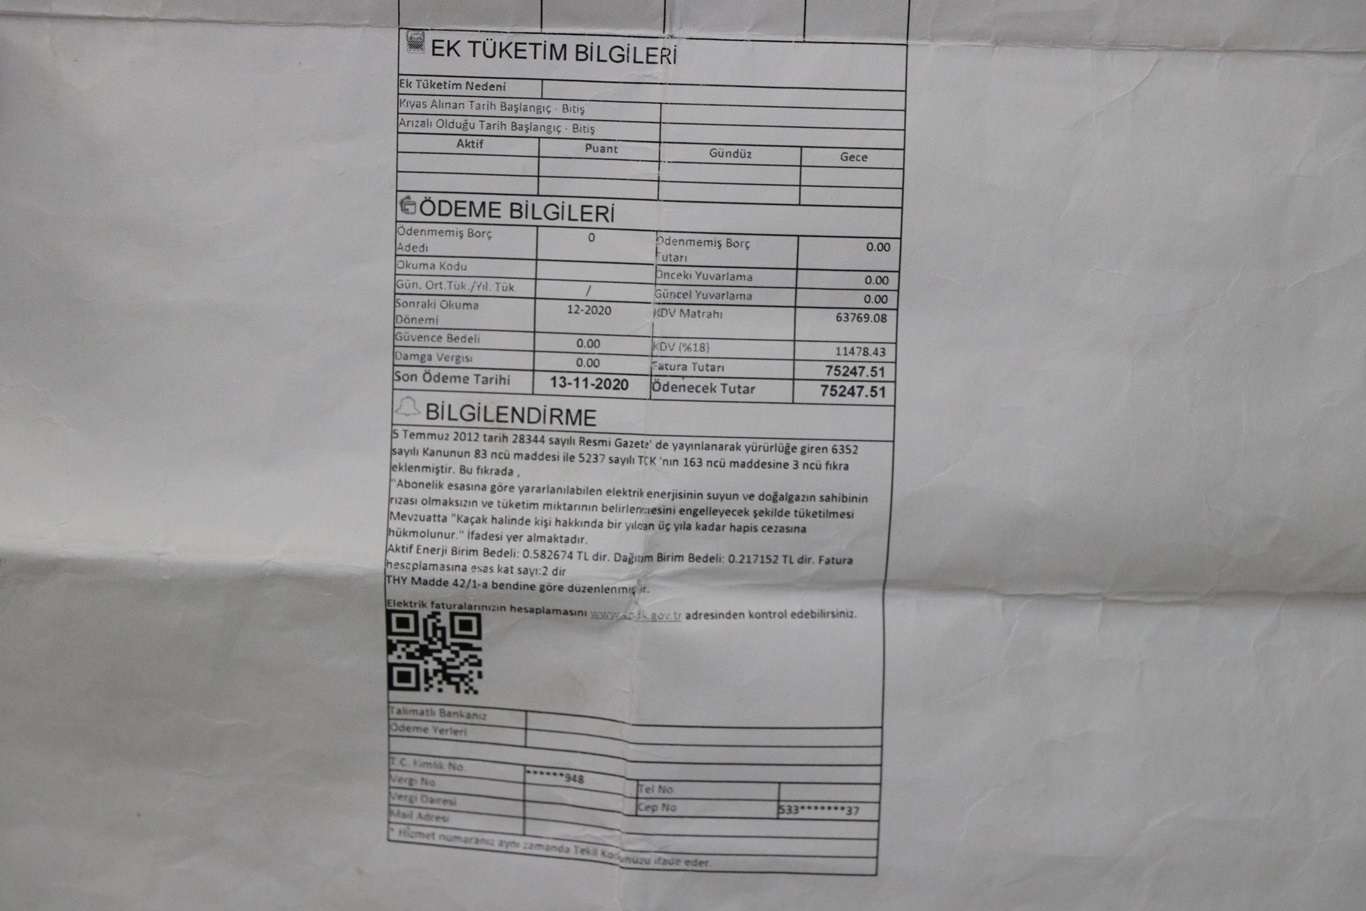 EK TÜKETİM BİLGİLERİ
Ek Tüketim Nedeni
Kıyas Alınan Tarih Başlangıç - Bitiş
Arızalı Olduğu Tarih Başlangıç - Bitiş
Aktif Puant Gündüz Gece
ÖDEME BİLGİLERİ
Ödenmemiş Borç Adedi 0 Ödenmemiş Borç Tutarı 0.00
Okuma Kodu Önceki Yuvarlama 0.00
Gün. Ort.Tük./Yıl. Tük. / Güncel Yuvarlama 0.00
Sonraki Okuma Dönemi 12-2020 KDV Matrahı 63769.08
Güvence Bedeli 0.00 KDV (%18) 11478.43
Damga Vergisi 0.00 Fatura Tutarı 75247.51
Son Ödeme Tarihi 13-11-2020 Ödenecek Tutar 75247.51
BİLGİLENDİRME
5 Temmuz 2012 tarih 28344 sayılı Resmi Gazete' de yayınlanarak yürürlüğe giren 6352
sayılı Kanunun 83 ncü maddesi ile 5237 sayılı TCK 'nın 163 ncü maddesine 3 ncü fıkra
eklenmiştir. Bu fıkrada ,
"Abonelik esasına göre yararlanılabilen elektrik enerjisinin suyun ve doğalgazın sahibinin
rızası olmaksızın ve tüketim miktarının belirlenmesini engelleyecek şekilde tüketilmesi
Mevzuatta "Kaçak halinde kişi hakkında bir yıldan üç yıla kadar hapis cezasına
hükmolunur." İfadesi yer almaktadır.
Aktif Enerji Birim Bedeli: 0.582674 TL dir. Dağıtım Birim Bedeli: 0.217152 TL dir. Fatura
hesaplamasına esas kat sayı:2 dir
THY Madde 42/1-a bendine göre düzenlenmiştir.
Elektrik faturalarınızın hesaplamasını www.epdk.gov.tr adresinden kontrol edebilirsiniz.
Talimatlı Bankanız
Ödeme Yerleri
T.C. Kimlik No. ******948
Vergi No Tel No
Vergi Dairesi Cep No 533*******37
Mail Adresi
* Hizmet numaranız aynı zamanda Tekil Kodunuzu ifade eder.